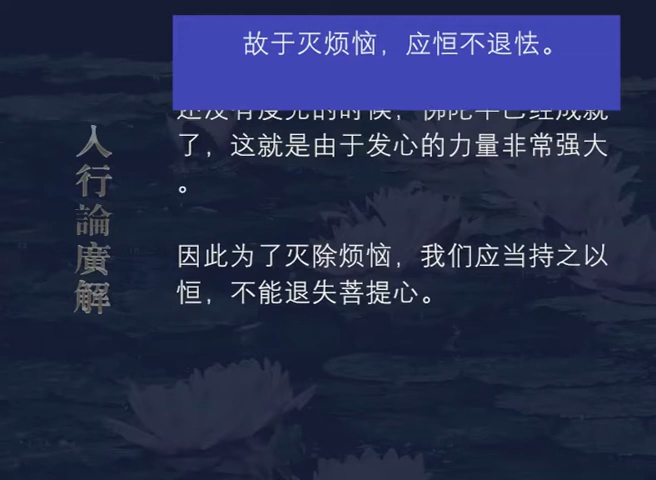 故于灭烦恼，应恒不退怯。
入行論廣解
了，这就是由于发心的力量非常强大
。
因此为了灭除烦恼，我们应当持之以
恒，不能退失菩提心。